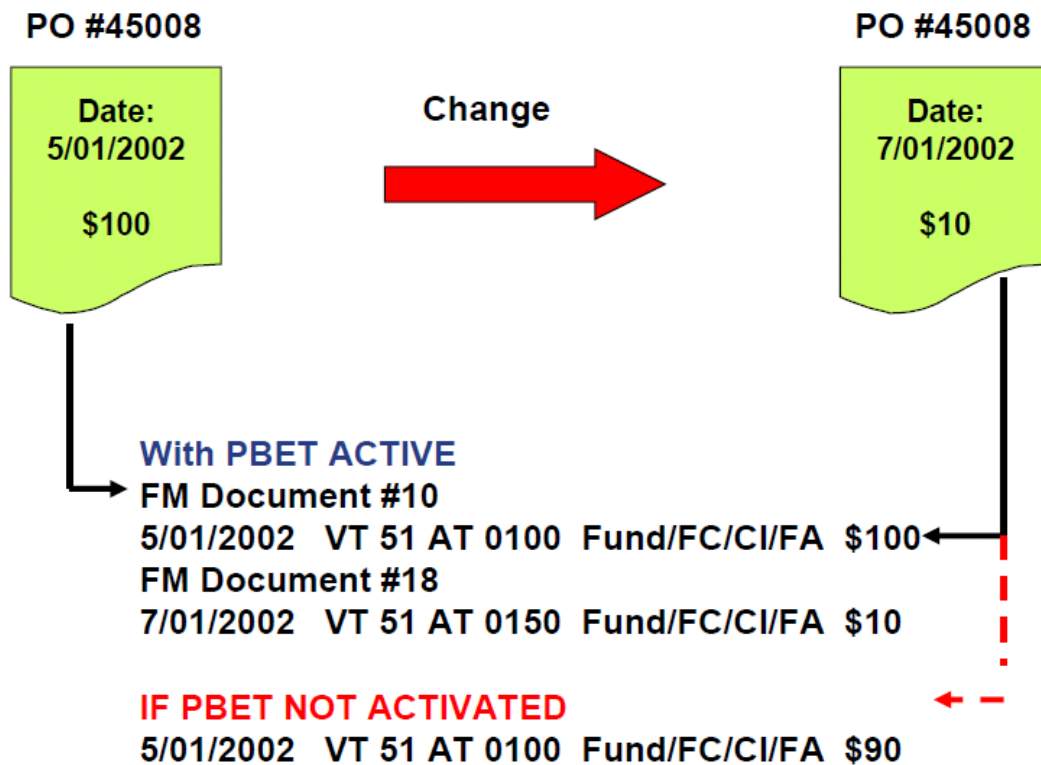 PO #45008
PO #45008
Date:
5/01/2002
$100
Change
Date:
7/01/2002
$10
With PBET ACTIVE
FM Document #10
5/01/2002 VT 51 AT 0100 Fund/FC/CI/FA $100
FM Document #18
7/01/2002 VT 51 AT 0150 Fund/FC/CI/FA $10
IF PBET NOT ACTIVATED
5/01/2002 VT 51 AT 0100 Fund/FC/CI/FA $90